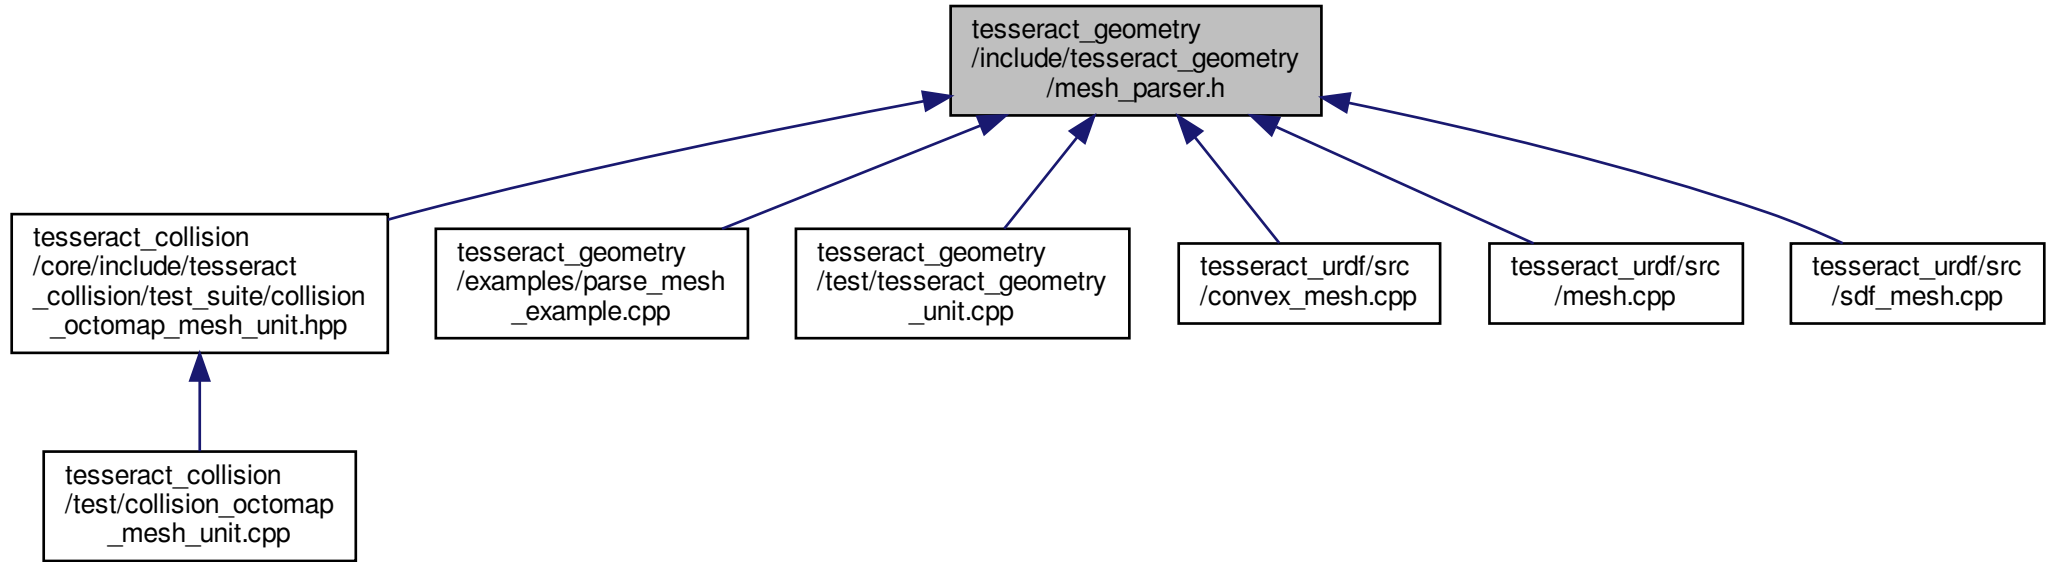 tesseract_geometry
/include/tesseract_geometry
/mesh_parser.h
tesseract_collision
/core/include/tesseract
_collision/test_suite/collision
_octomap_mesh_unit.hpp
tesseract_geometry
/examples/parse_mesh
_example.cpp
tesseract_geometry
/test/tesseract_geometry
_unit.cpp
tesseract_urdf/src
/convex_mesh.cpp
tesseract_urdf/src
/mesh.cpp
tesseract_urdf/src
/sdf_mesh.cpp
tesseract_collision
/test/collision_octomap
_mesh_unit.cpp